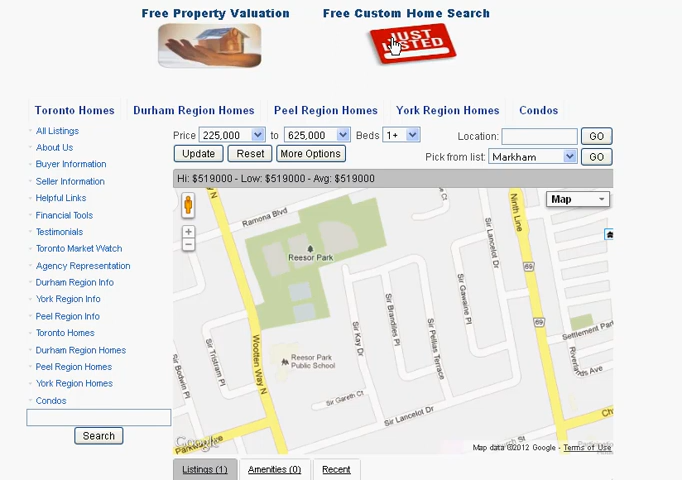 Free Property Valuation
Free Custom Home Search
JUST
LISTED
Toronto Homes
Durham Region Homes
Peel Region Homes
York Region Homes
Condos
All Listings
About Us
Buyer Information
Seller Information
Helpful Links
Financial Tools
Testimonials
Toronto Market Watch
Agency Representation
Durham Region Info
York Region Info
Peel Region Info
Toronto Homes
Durham Region Homes
Peel Region Homes
York Region Homes
Condos
Search
Price 225,000 to 625,000 Beds 1+
Location: GO
Update Reset More Options
Pick from list: Markham GO
Hi: $519000 - Low: $519000 - Avg: $519000
Map
Ramona Blvd
Reesor Park
Ninth Line
Sir Lancelot Dr
69
69
Sir Gawaine Pl
Sir Brandiles Pl
Sir Pellias Terrace
Sir Kay Dr
Settlement Park
Wootten Way N
Reesor Park
Public School
Sir Tristram Pl
Sir Bodwin Pl
Sir Gareth Ct
Sir Lancelot Dr
Google
Map data ©2012 Google - Terms of Use
Listings (1)
Amenities (0)
Recent